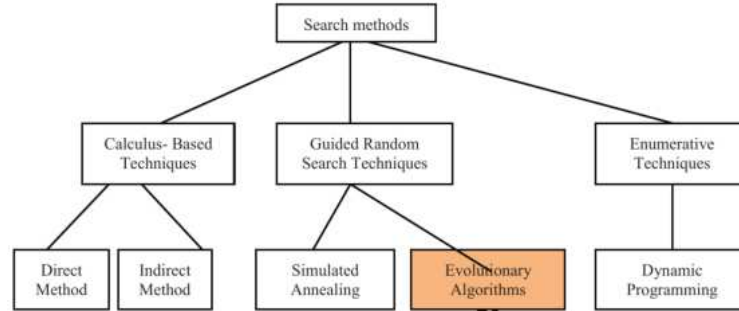 Search methods
Calculus- Based
Techniques
Guided Random
Search Techniques
Enumerative
Techniques
Direct
Method
Indirect
Method
Simulated
Annealing
Evolutionary
Algorithms
Dynamic
Programming